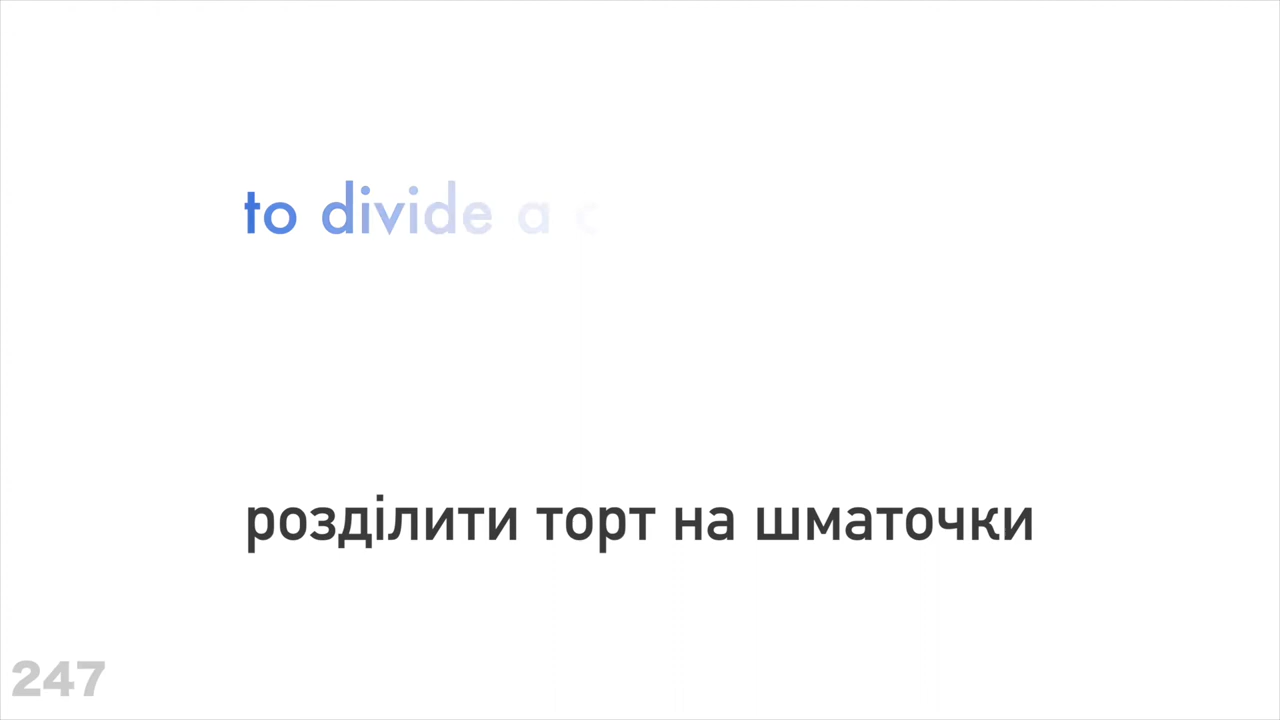 to divide a
розділити торт на шматочки
247